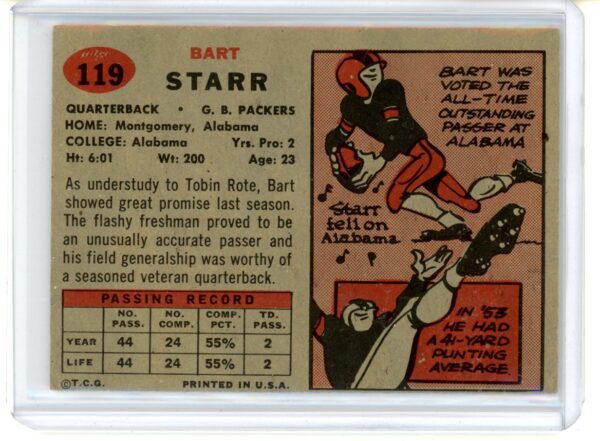 119
BART
STARR
QUARTERBACK • G. B. PACKERS
HOME: Montgomery, Alabama
COLLEGE: Alabama Yrs. Pro: 2
Ht: 6:01 Wt: 200 Age: 23
As understudy to Tobin Rote, Bart
showed great promise last season.
The flashy freshman proved to be
an unusually accurate passer and
his field generalship was worthy of
a seasoned veteran quarterback.
PASSING RECORD
NO. PASS. NO. COMP. COMP. PCT. TD. PASS.
YEAR 44 24 55% 2
LIFE 44 24 55% 2
©T.C.G. PRINTED IN U.S.A.
BART WAS
VOTED THE
ALL-TIME
OUTSTANDING
PASSER AT
ALABAMA
Starr
fell on
Alabama
IN '53
HE HAD
A 41-YARD
PUNTING
AVERAGE.